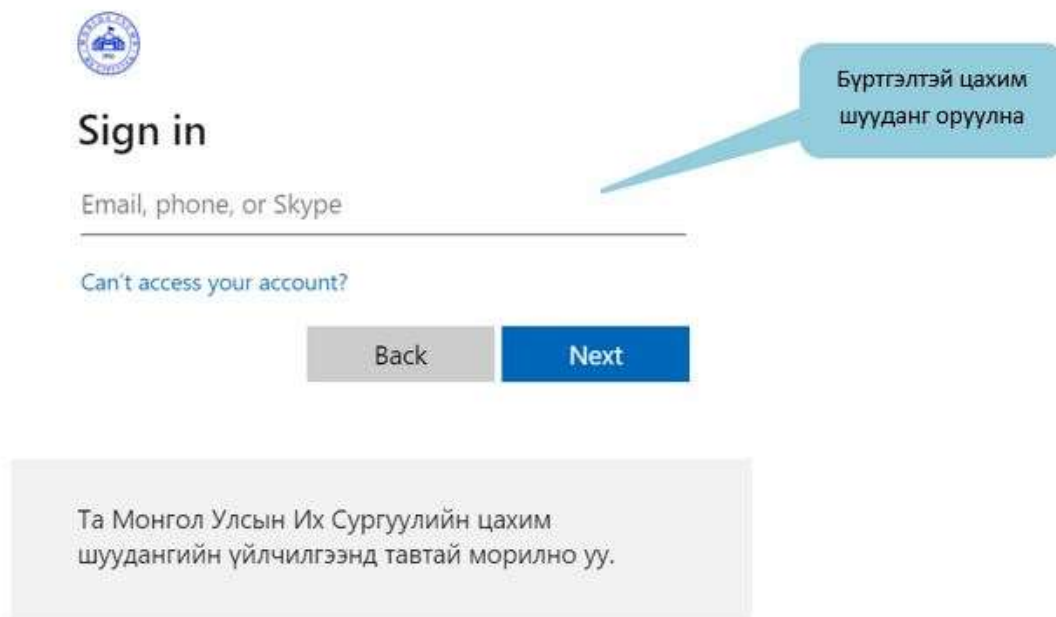 Sign in
Бүртгэлтэй цахим
шууданг оруулна
Email, phone, or Skype
Can't access your account?
Back Next
Та Монгол Улсын Их Сургуулийн цахим
шуудангийн үйлчилгээнд тавтай морилно уу.